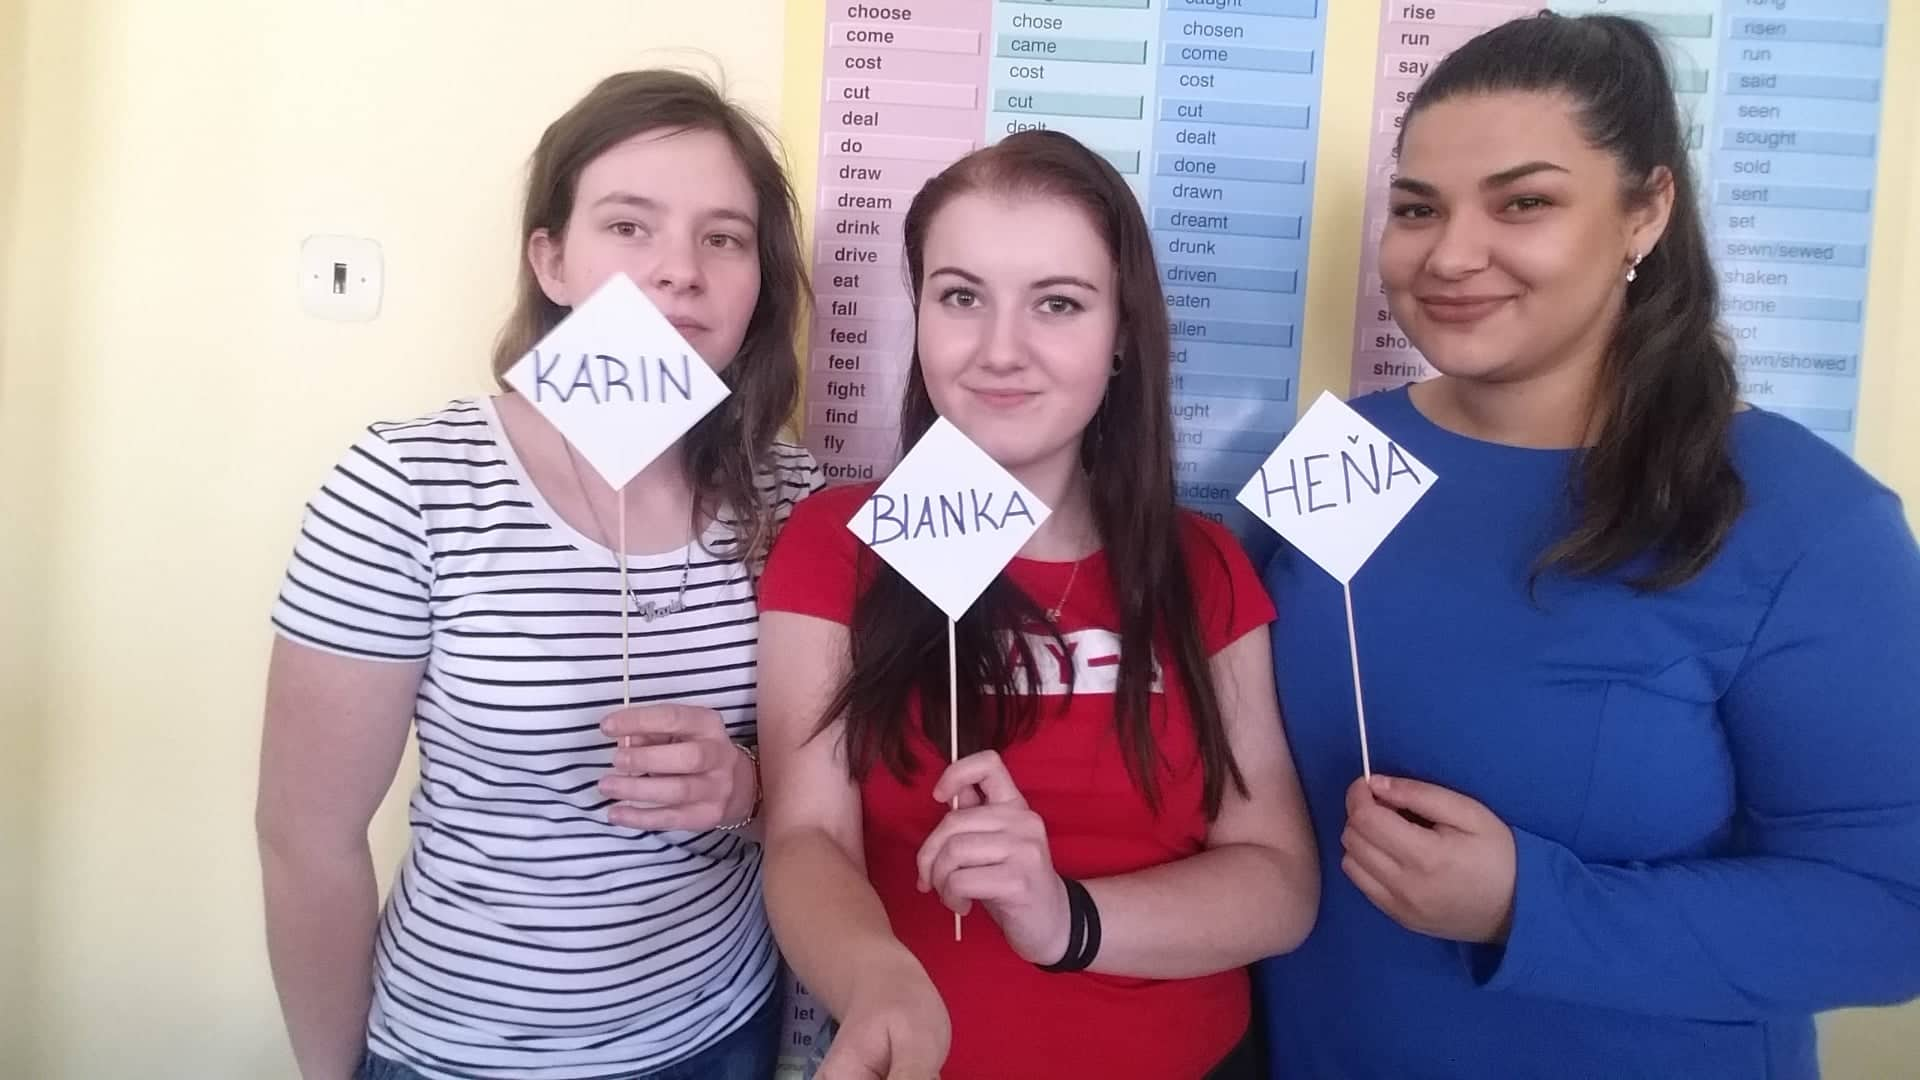 choose
come
cost
cut
deal
do
draw
dream
drink
drive
eat
fall
feed
feel
fight
find
fly
forbid
let
lie
chose
came
cost
cut
dealt
caught
chosen
come
cost
cut
dealt
done
drawn
dreamt
drunk
driven
eaten
rise
run
say
shrink
risen
run
said
seen
sought
sold
sent
set
sewn/sewed
shaken
KARIN
BIANKA
HEŇA
Karin